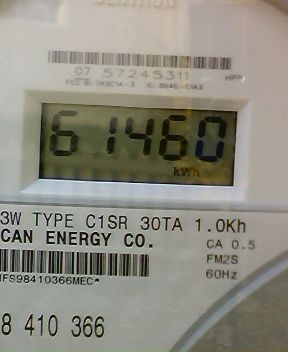 07 57245311
61460
kWh
3W TYPE C1SR 30TA 1.0Kh
CAN ENERGY CO.
CA 0.5
FM2S
60Hz
IFS98410366MEC*
8 410 366